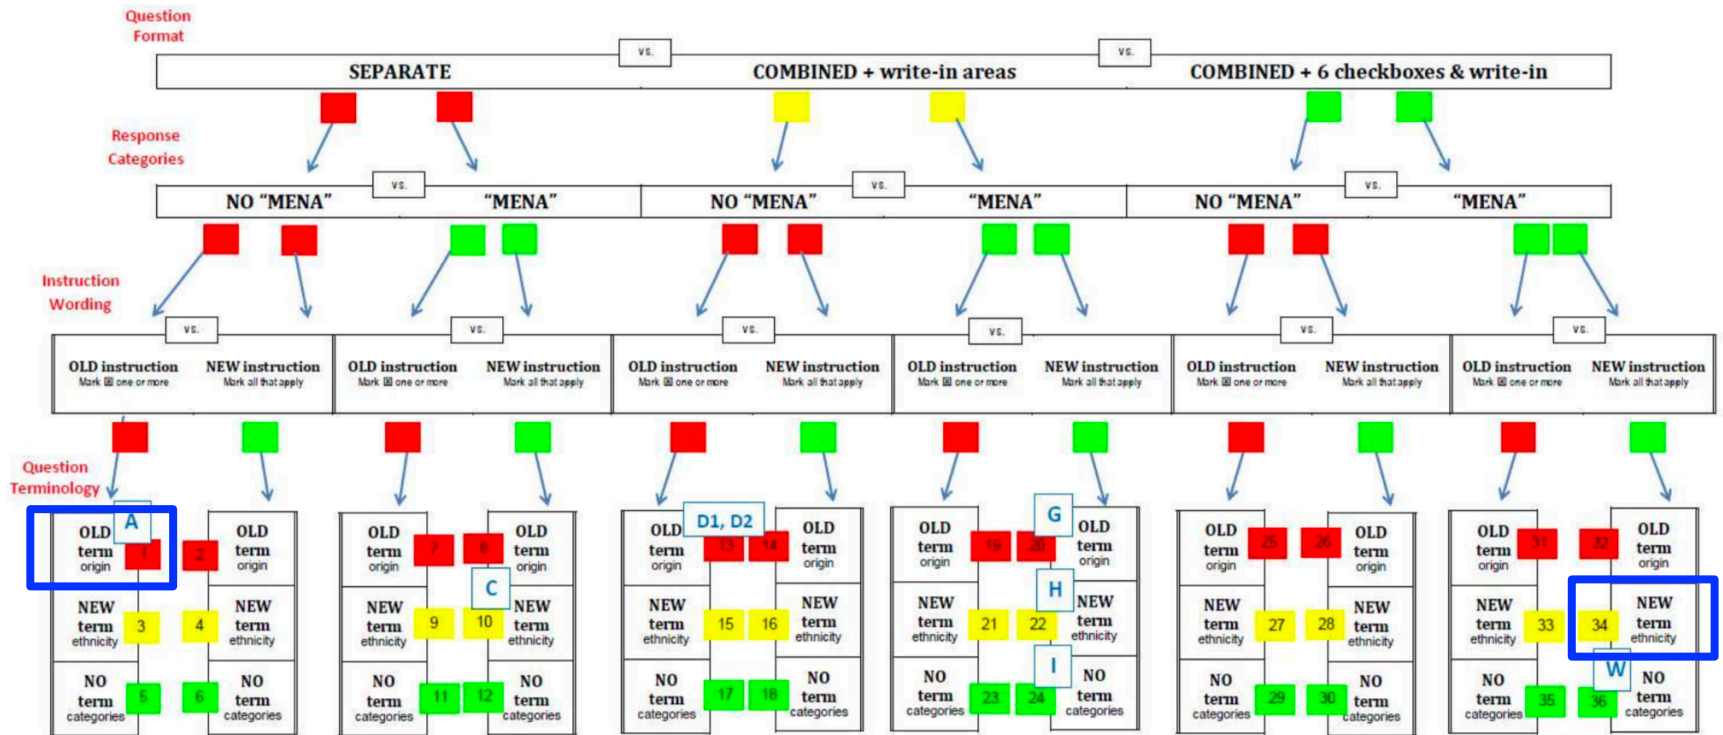 Question
Format
vs. vs.
SEPARATE COMBINED + write-in areas COMBINED + 6 checkboxes & write-in
Response
Categories
vs. vs. vs.
NO “MENA” “MENA” NO “MENA” “MENA” NO “MENA” “MENA”
Instruction
Wording
vs. vs. vs. vs. vs. vs.
OLD instruction NEW instruction OLD instruction NEW instruction OLD instruction NEW instruction OLD instruction NEW instruction OLD instruction NEW instruction OLD instruction NEW instruction
Mark ☒ one or more Mark all that apply Mark ☒ one or more Mark all that apply Mark ☒ one or more Mark all that apply Mark ☒ one or more Mark all that apply Mark ☒ one or more Mark all that apply Mark ☒ one or more Mark all that apply
Question
Terminology
A D1, D2 G
OLD OLD OLD OLD OLD OLD OLD OLD OLD OLD OLD OLD
term 1 2 term term 7 8 term term 13 14 term term 19 20 term term 25 26 term term 31 32 term
origin origin origin origin origin origin origin origin origin origin origin origin
C H
NEW NEW NEW NEW NEW NEW NEW NEW NEW NEW NEW NEW
term 3 4 term term 9 10 term term 15 16 term term 21 22 term term 27 28 term term 33 34 term
ethnicity ethnicity ethnicity ethnicity ethnicity ethnicity ethnicity ethnicity ethnicity ethnicity ethnicity ethnicity
I W
NO NO NO NO NO NO NO NO NO NO NO NO
term 5 6 term term 11 12 term term 17 18 term term 23 24 term term 29 30 term term 35 36 term
categories categories categories categories categories categories categories categories categories categories categories categories